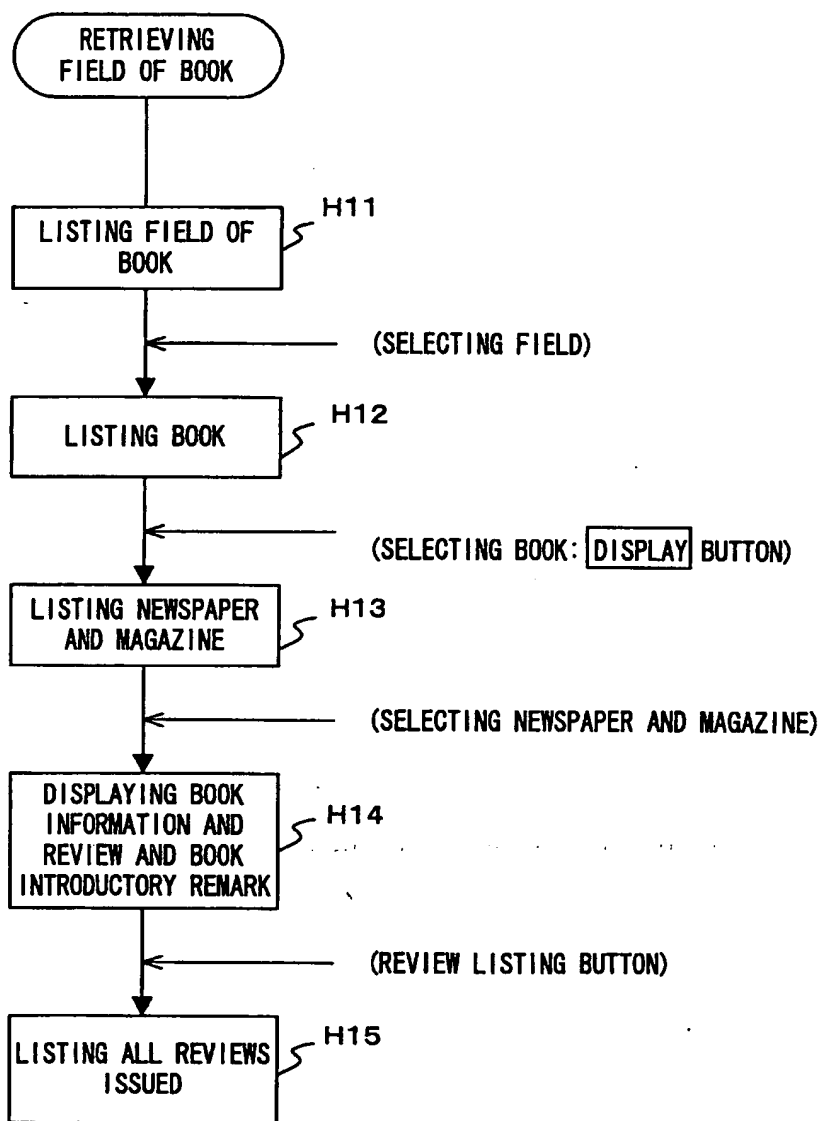 RETRIEVING
FIELD OF BOOK
H11
LISTING FIELD OF
BOOK
(SELECTING FIELD)
H12
LISTING BOOK
(SELECTING BOOK: DISPLAY BUTTON)
H13
LISTING NEWSPAPER
AND MAGAZINE
(SELECTING NEWSPAPER AND MAGAZINE)
DISPLAYING BOOK
INFORMATION AND
REVIEW AND BOOK
INTRODUCTORY REMARK
H14
(REVIEW LISTING BUTTON)
H15
LISTING ALL REVIEWS
ISSUED